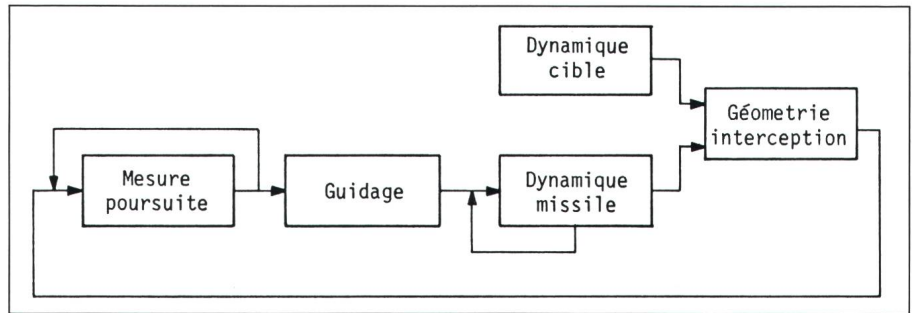 Dynamique
cible
Géometrie
interception
Mesure
poursuite
Guidage
Dynamique
missile